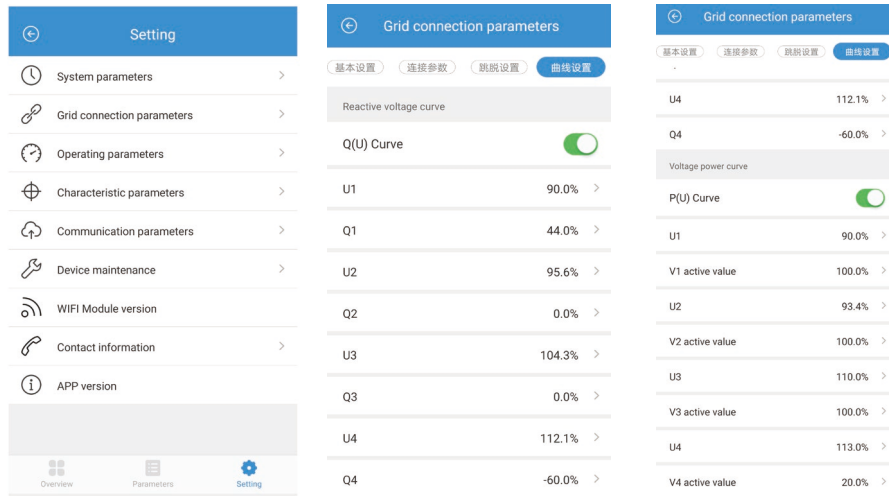 Setting
System parameters
Grid connection parameters
Operating parameters
Characteristic parameters
Communication parameters
Device maintenance
WIFI Module version
Contact information
APP version
Overview
Parameters
Setting
Grid connection parameters
基本设置
连接参数
跳脱设置
曲线设置
Reactive voltage curve
Q(U) Curve
U1 90.0%
Q1 44.0%
U2 95.6%
Q2 0.0%
U3 104.3%
Q3 0.0%
U4 112.1%
Q4 -60.0%
Grid connection parameters
基本设置
连接参数
跳脱设置
曲线设置
U4 112.1%
Q4 -60.0%
Voltage power curve
P(U) Curve
U1 90.0%
V1 active value 100.0%
U2 93.4%
V2 active value 100.0%
U3 110.0%
V3 active value 100.0%
U4 113.0%
V4 active value 20.0%